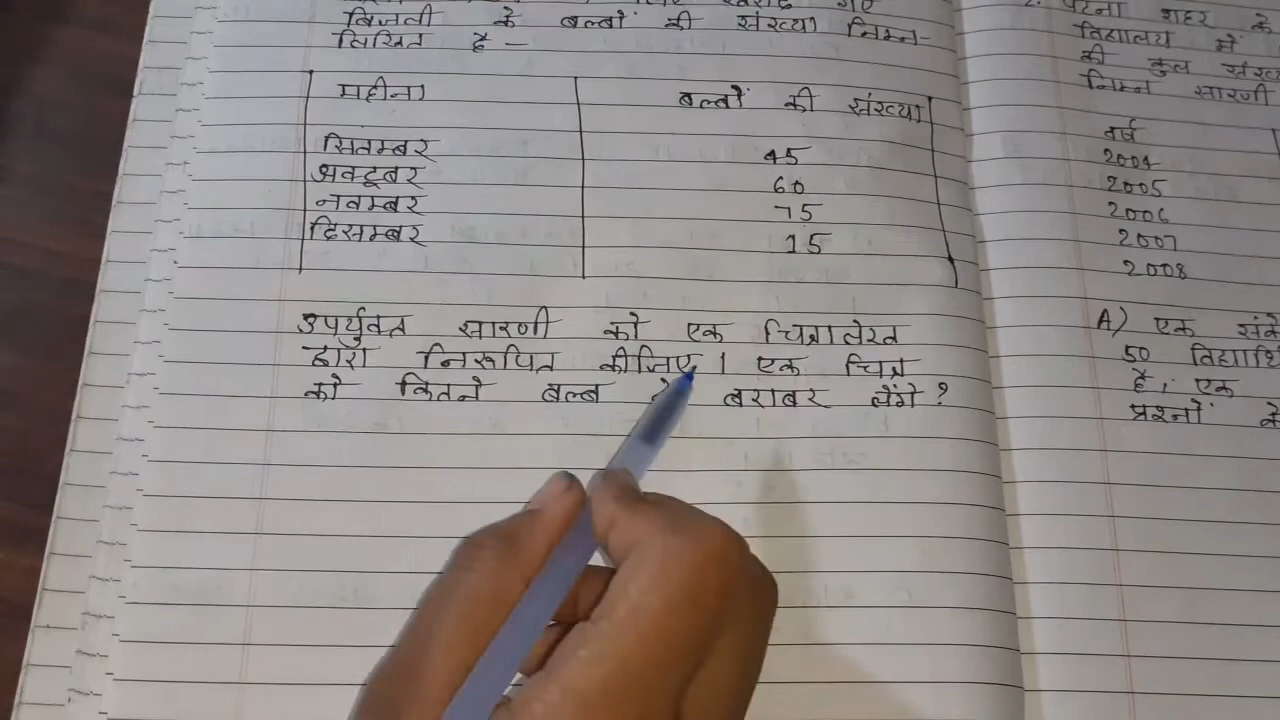 बिजली के बल्बों की संख्या निम्न-
लिखित है -
महीना बल्बों की संख्या
सितम्बर 45
अक्टूबर 60
नवम्बर 75
दिसम्बर 15
उपर्युक्त सारणी को एक चित्रालेख
द्वारा निरूपित कीजिए। एक चित्र
को कितने बल्ब बराबर लेंगे?
2. पटना शहर के
विद्यालय में
की कुल
निम्न सारणी
वर्ष
2004
2005
2006
2007
2008
A) एक
50
है, एक
प्रश्नों के